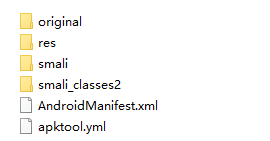 original
res
smali
smali_classes2
AndroidManifest.xml
apktool.yml